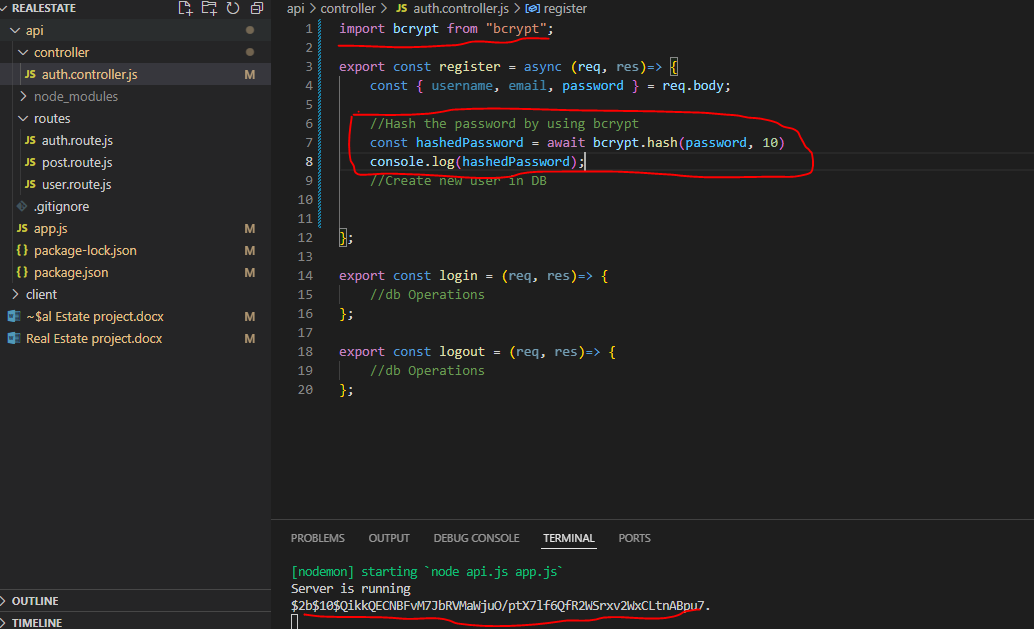 REALESTATE
api
controller
JS auth.controller.js M
node_modules
routes
JS auth.route.js
JS post.route.js
JS user.route.js
.gitignore
JS app.js M
{} package-lock.json M
{} package.json M
client
~$al Estate project.docx M
Real Estate project.docx M
OUTLINE
TIMELINE
api > controller > JS auth.controller.js > register
1 import bcrypt from "bcrypt";
2
3 export const register = async (req, res)=> {
4 const { username, email, password } = req.body;
5
6 //Hash the password by using bcrypt
7 const hashedPassword = await bcrypt.hash(password, 10)
8 console.log(hashedPassword);
9 //Create new user in DB
10
11
12 };
13
14 export const login = (req, res)=> {
15 //db Operations
16 };
17
18 export const logout = (req, res)=> {
19 //db Operations
20 };
PROBLEMS OUTPUT DEBUG CONSOLE TERMINAL PORTS
[nodemon] starting `node api.js app.js`
Server is running
$2b$10$QikkQECNBFvM7JbRVMaWjuO/ptX7lf6QfR2WSrxv2WxCLtnABpu7.